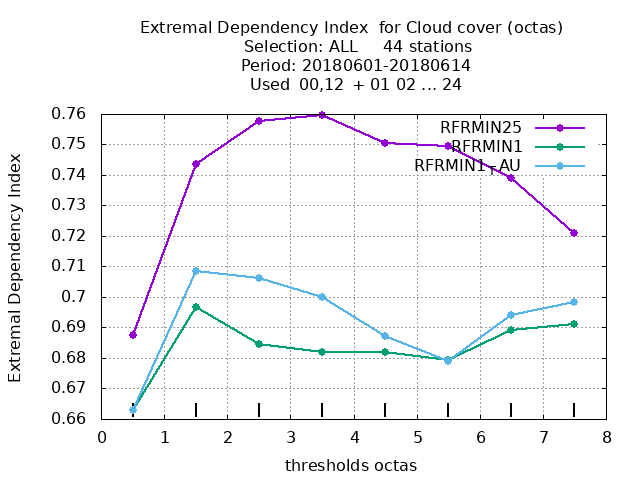 Extremal Dependency Index  for Cloud cover (octas)
Selection: ALL     44 stations
Period: 20180601-20180614
Used  00,12  + 01 02 ... 24
Extremal Dependency Index
0.76
0.75
0.74
0.73
0.72
0.71
0.7
0.69
0.68
0.67
0.66
RFRMIN25
RFRMIN1
RFRMIN1+AU
0 1 2 3 4 5 6 7 8
thresholds octas